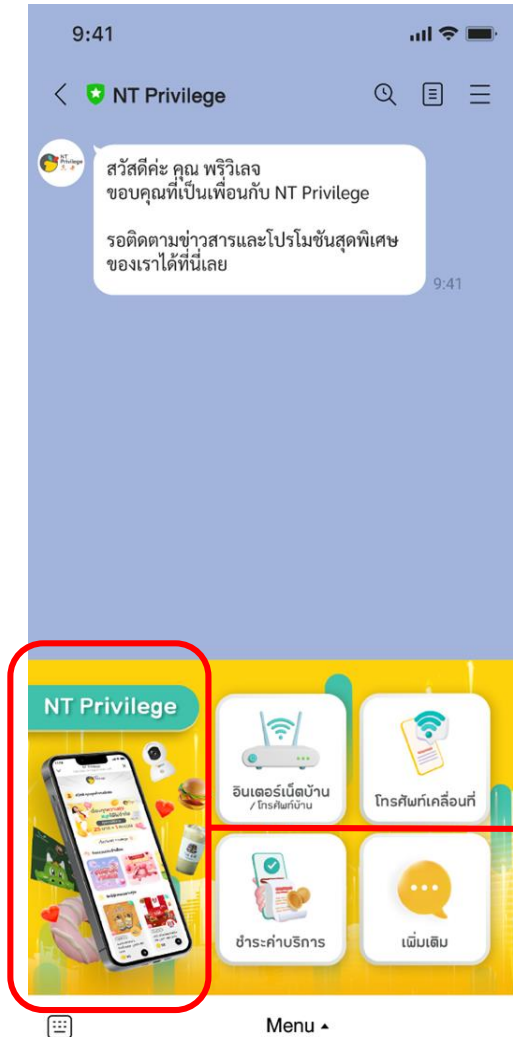 9:41
NT Privilege
NT
Privilege
สวัสดีค่ะ คุณ พริวิเลจ
ขอบคุณที่เป็นเพื่อนกับ NT Privilege
รอติดตามข่าวสารและโปรโมชันสุดพิเศษ
ของเราได้ที่นี่เลย
9:41
NT Privilege
อินเตอร์เน็ตบ้าน
/ โทรศัพท์บ้าน
โทรศัพท์เคลื่อนที่
ชำระค่าบริการ
เพิ่มเติม
Menu